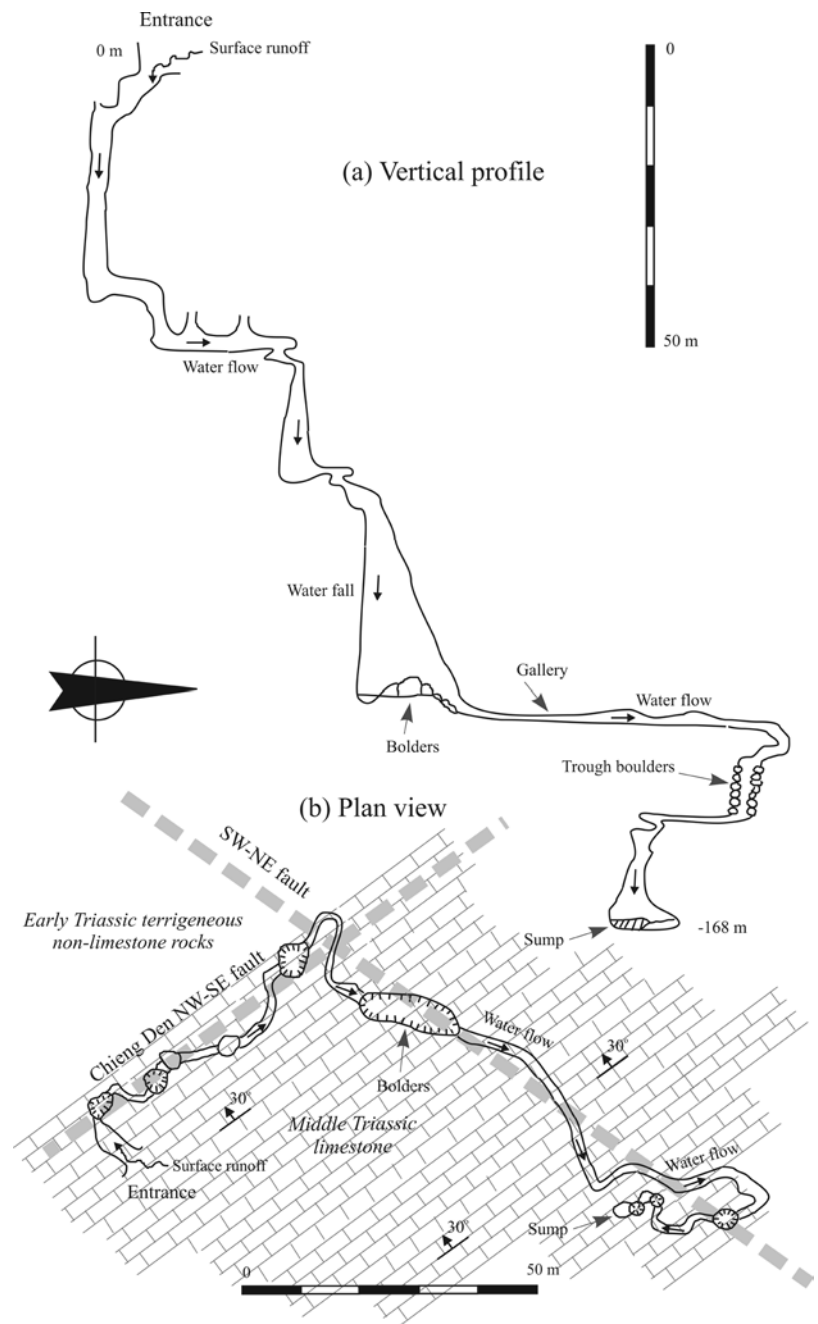 Entrance
0 m
Surface runoff
0
(a) Vertical profile
50 m
Water flow
Water fall
Gallery
Water flow
Bolders
Trough boulders
(b) Plan view
SW-NE fault
Early Triassic terrigeneous
non-limestone rocks
Sump
-168 m
Chieng Den NW-SE fault
Water flow
30°
Bolders
30°
Middle Triassic
limestone
Surface runoff
Entrance
Water flow
Sump
30°
0
50 m